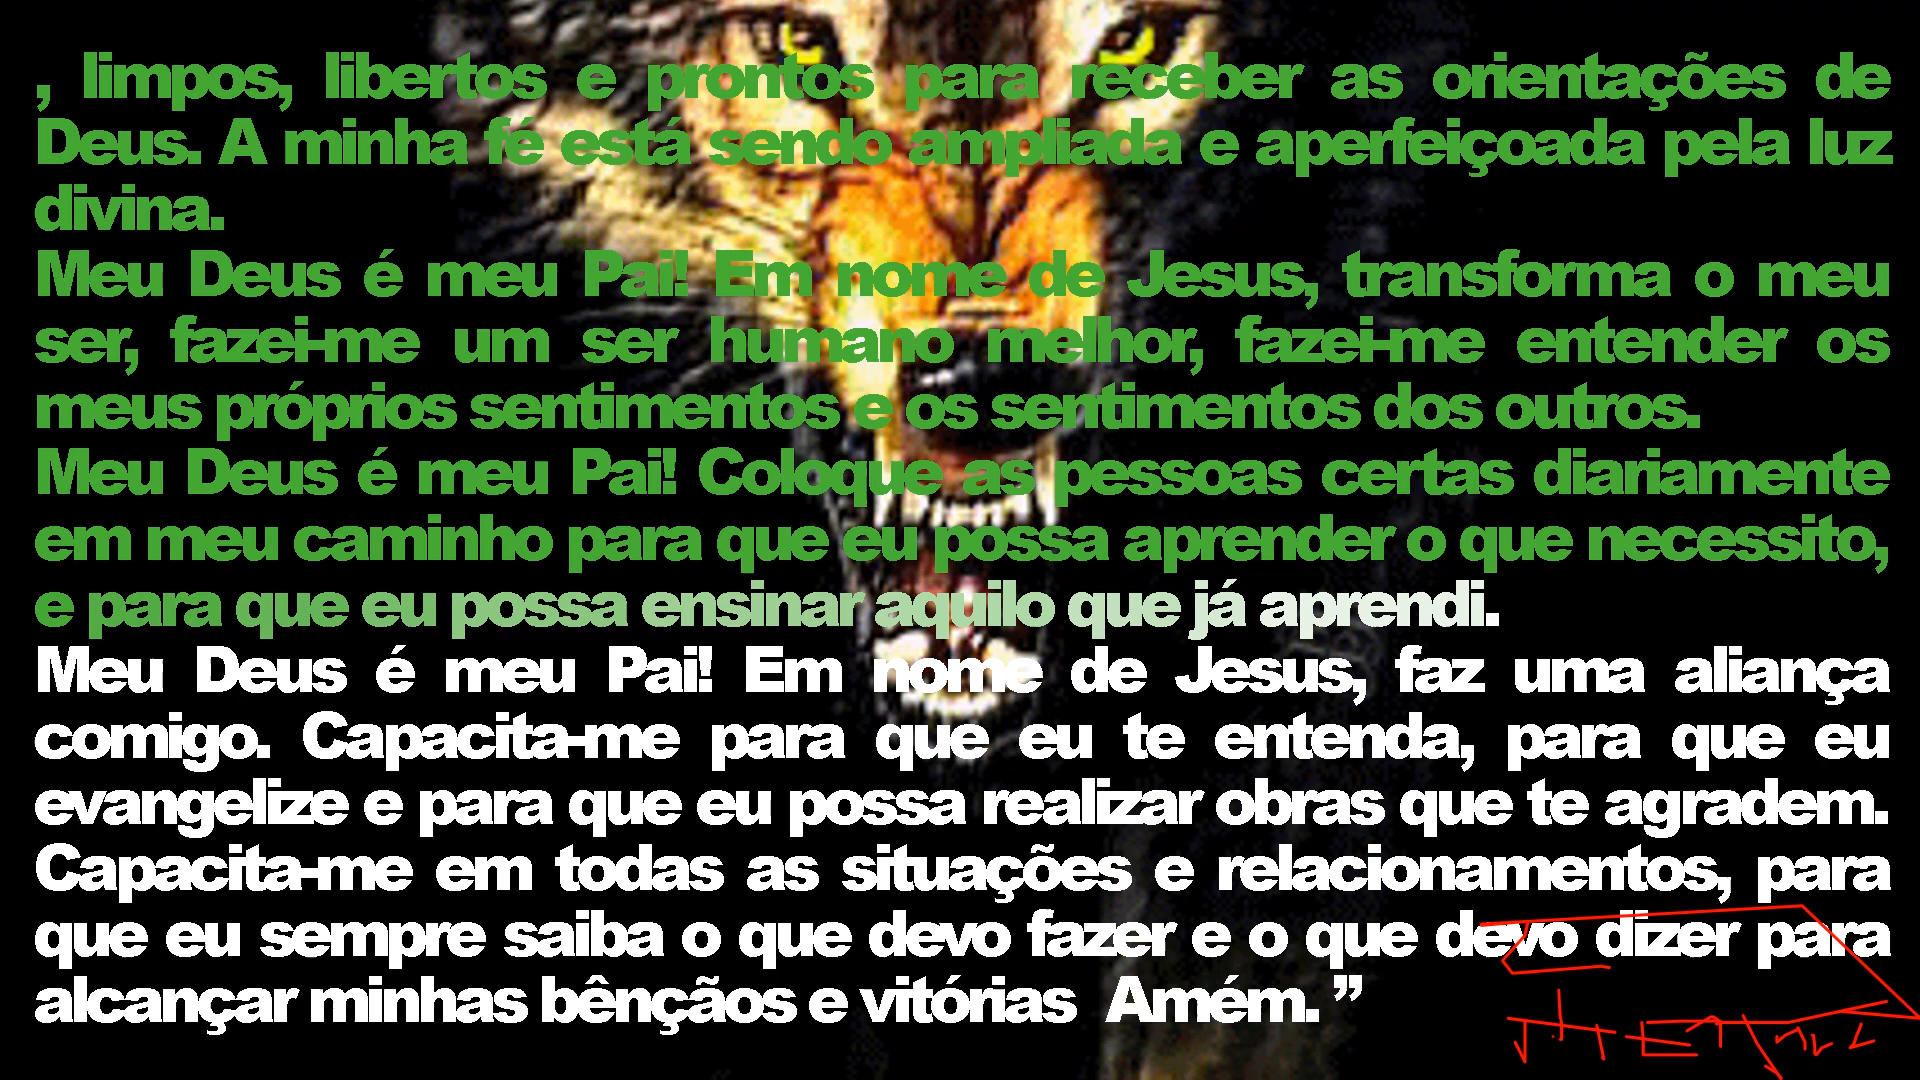 , limpos, libertos e prontos para receber as orientações de
Deus. A minha fé está sendo ampliada e aperfeiçoada pela luz
divina.
Meu Deus é meu Pai! Em nome de Jesus, transforma o meu
ser, fazei-me um ser humano melhor, fazei-me entender os
meus próprios sentimentos e os sentimentos dos outros.
Meu Deus é meu Pai! Coloque as pessoas certas diariamente
em meu caminho para que eu possa aprender o que necessito,
e para que eu possa ensinar aquilo que já aprendi.
Meu Deus é meu Pai! Em nome de Jesus, faz uma aliança
comigo. Capacita-me para que eu te entenda, para que eu
evangelize e para que eu possa realizar obras que te agradem.
Capacita-me em todas as situações e relacionamentos, para
que eu sempre saiba o que devo fazer e o que devo dizer para
alcançar minhas bênçãos e vitórias  Amém. ”